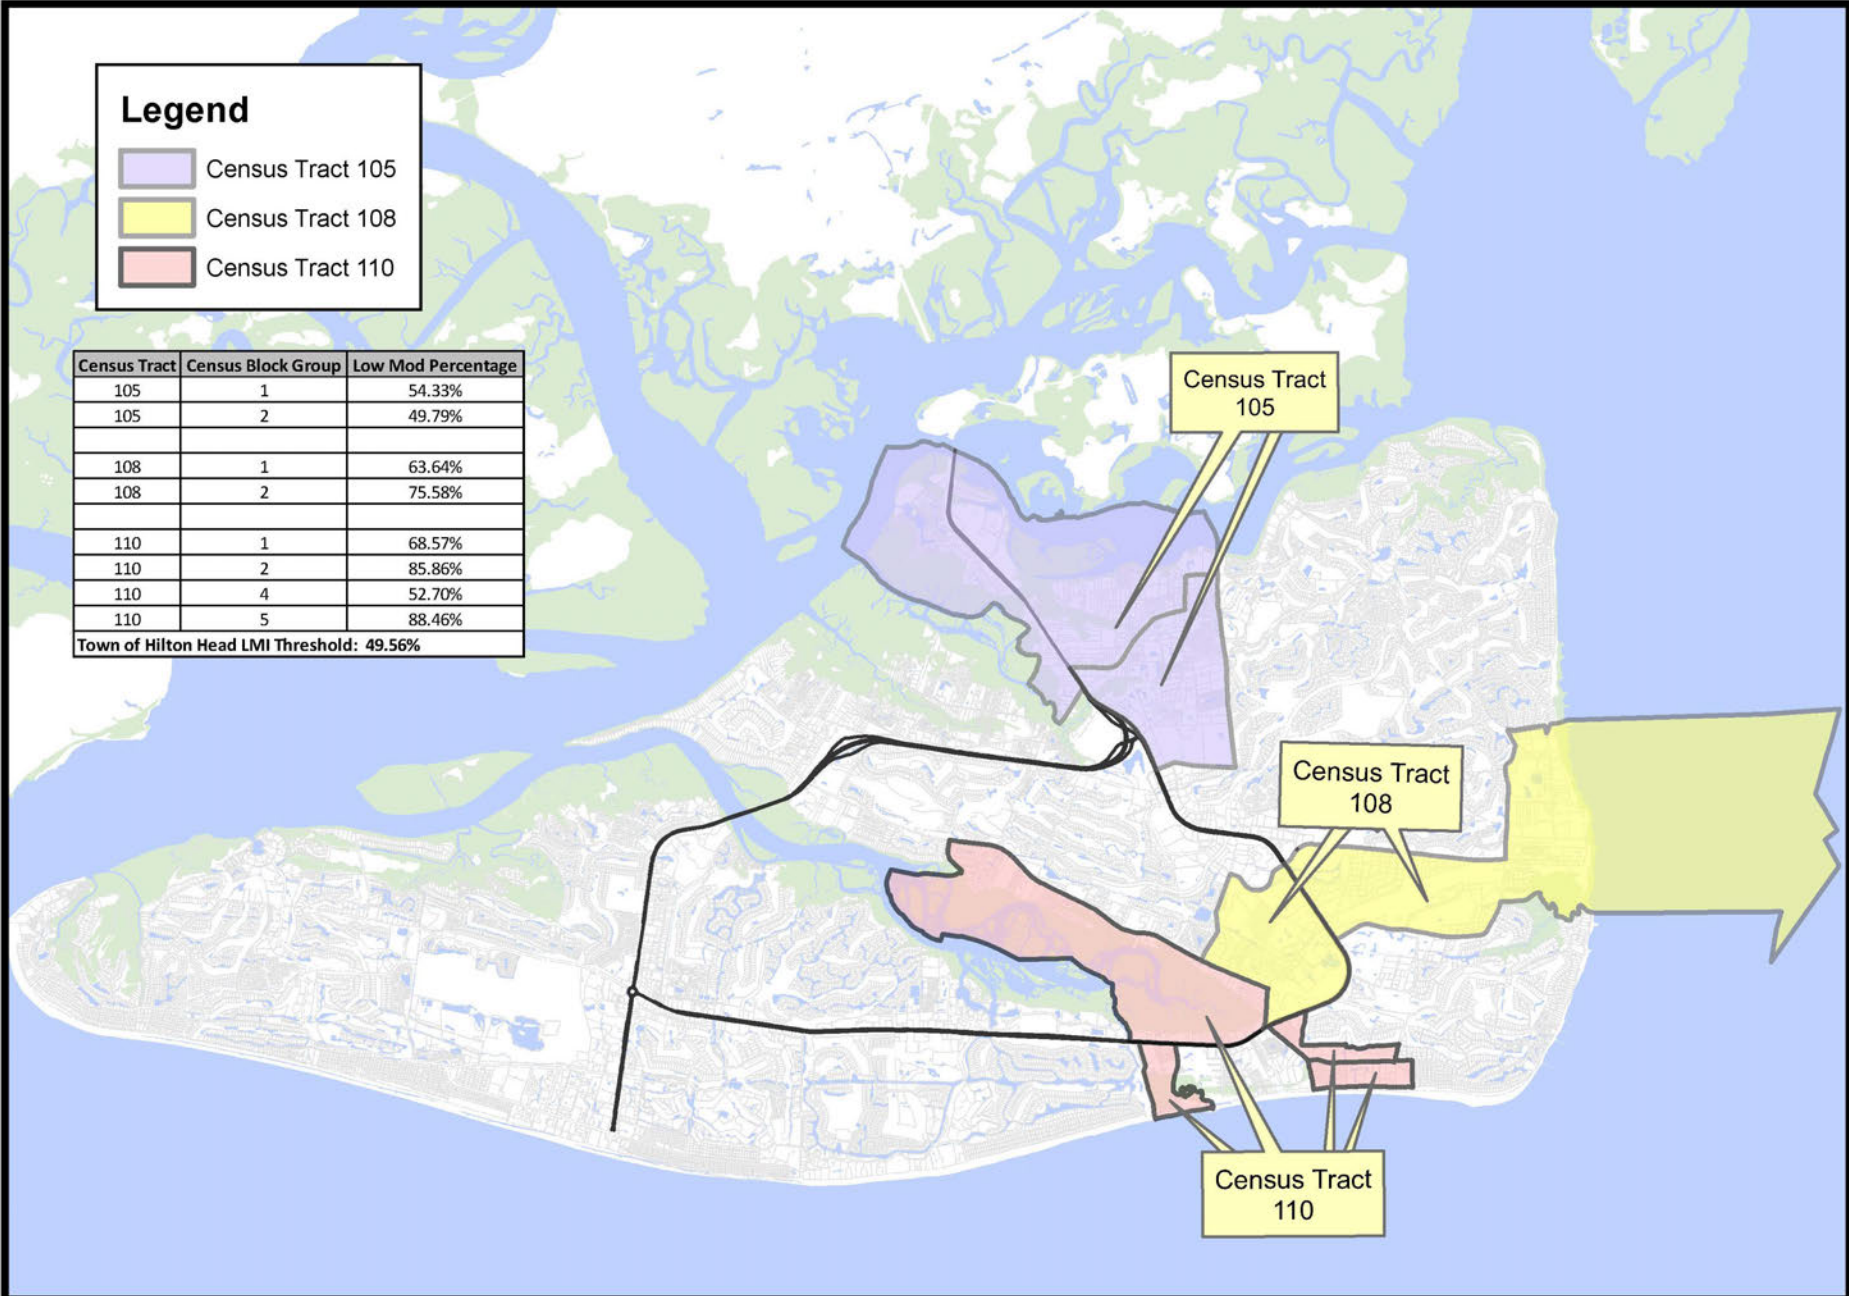 Legend
Census Tract 105
Census Tract 108
Census Tract 110
Census Tract Census Block Group Low Mod Percentage
105 1 54.33%
105 2 49.79%
108 1 63.64%
108 2 75.58%
110 1 68.57%
110 2 85.86%
110 4 52.70%
110 5 88.46%
Town of Hilton Head LMI Threshold: 49.56%
Census Tract
105
Census Tract
108
Census Tract
110